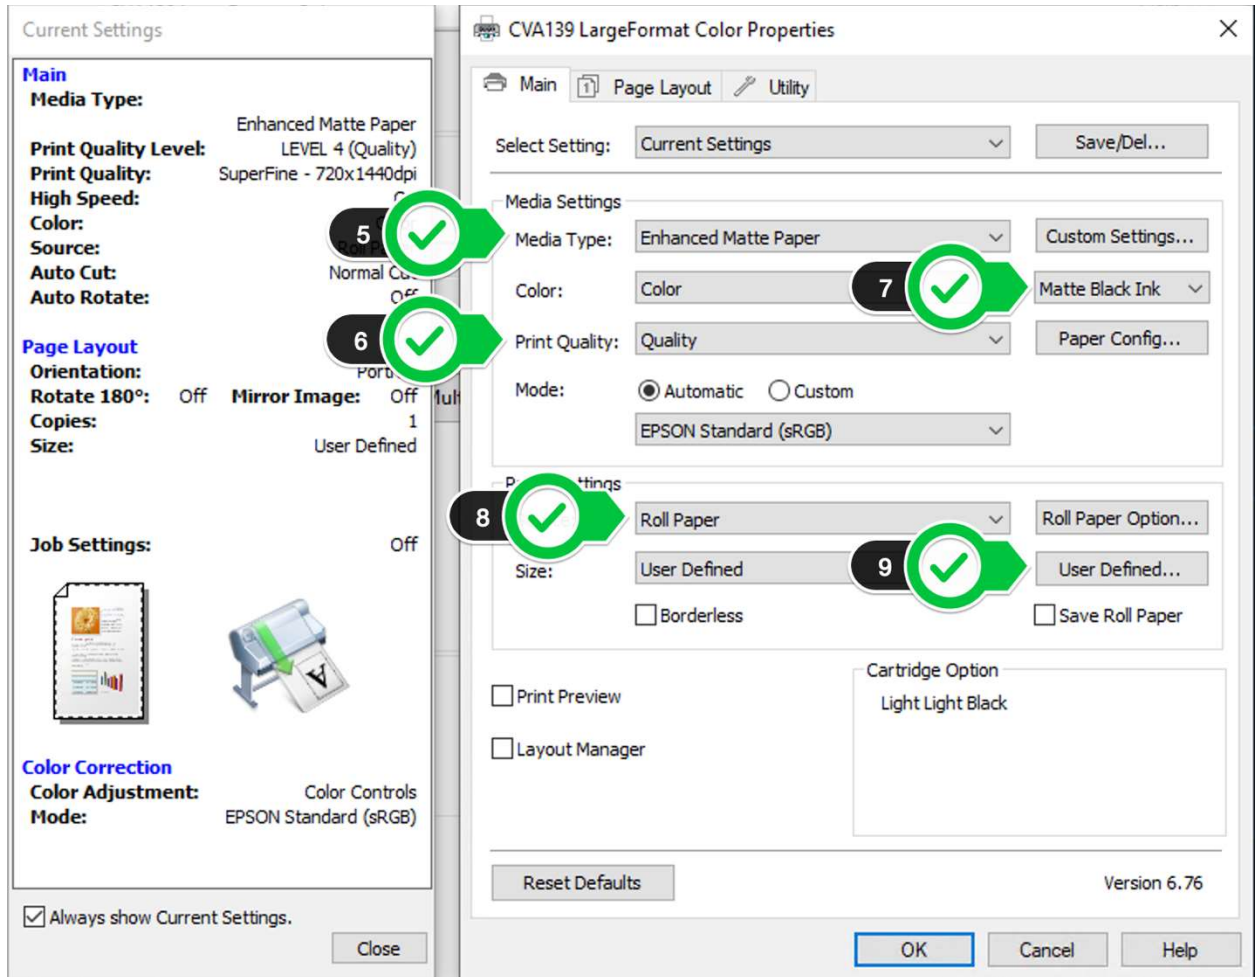 Current Settings
Main
Media Type:
Enhanced Matte Paper
Print Quality Level: LEVEL 4 (Quality)
Print Quality: SuperFine - 720x1440dpi
High Speed:
Color:
Source:
Auto Cut: Normal Cut
Auto Rotate: Off
Page Layout
Orientation:
Rotate 180°: Off Mirror Image: Off
Copies: 1
Size: User Defined
Job Settings: Off
Color Correction
Color Adjustment: Color Controls
Mode: EPSON Standard (sRGB)
Always show Current Settings.
Close
CVA139 LargeFormat Color Properties
Main Page Layout Utility
Select Setting: Current Settings Save/Del...
Media Settings
5 Media Type: Enhanced Matte Paper Custom Settings...
Color: Color 7 Matte Black Ink
6 Print Quality: Quality Paper Config...
Mode: Automatic Custom
EPSON Standard (sRGB)
8 Roll Paper Roll Paper Option...
Size: User Defined 9 User Defined...
Borderless Save Roll Paper
Print Preview
Layout Manager
Cartridge Option
Light Light Black
Reset Defaults Version 6.76
OK Cancel Help